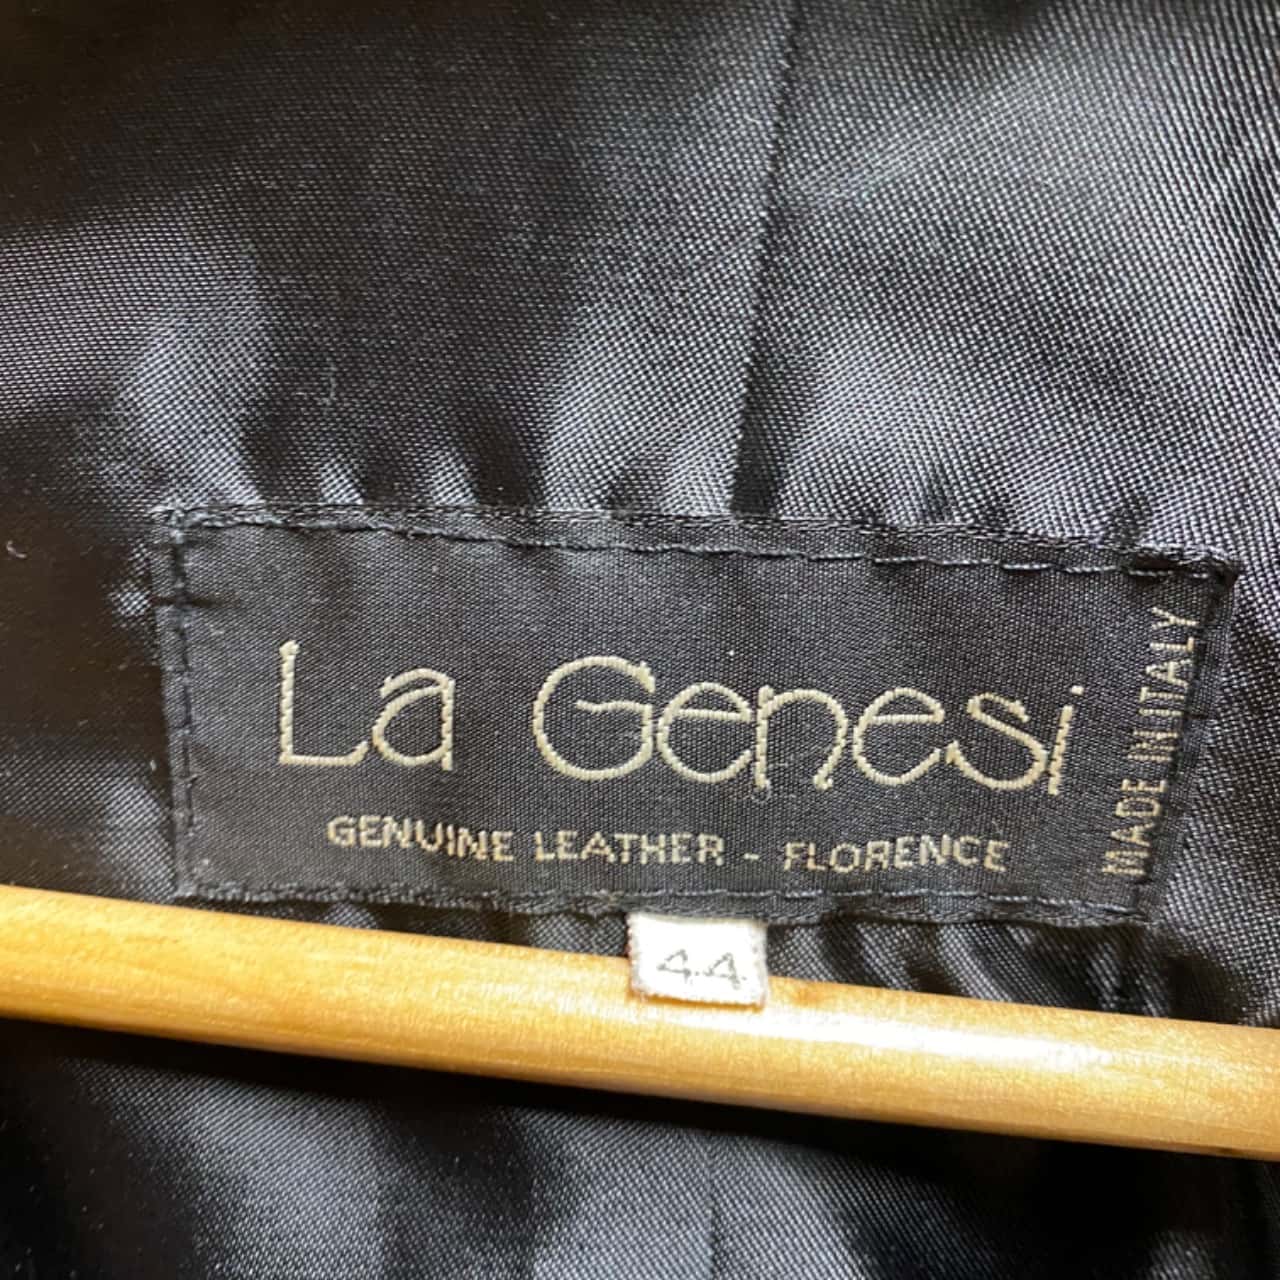 La Genesi
GENUINE LEATHER - FLORENCE
MADE IN ITALY
44